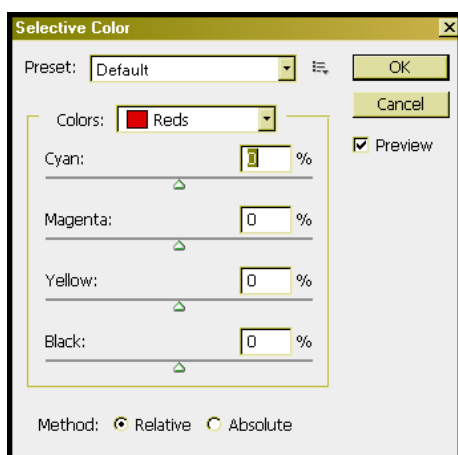 Selective Color
Preset: Default
OK
Cancel
Preview
Colors: Reds
Cyan: 0 %
Magenta: 0 %
Yellow: 0 %
Black: 0 %
Method: Relative Absolute